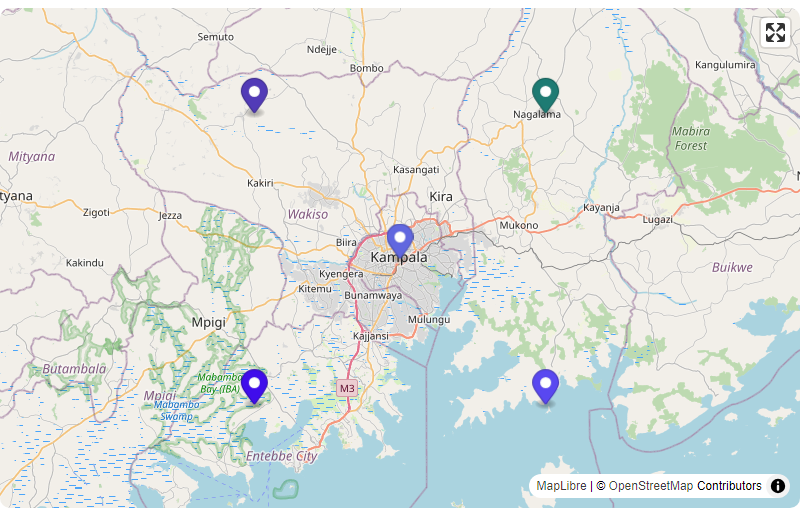 Semuto
Ndejje
Bombo
Kangulumira
Nagalama
Mabira
Forest
Mityana
Kasangati
Kakiri
Kira
tyana
Zigoti
Jezza
Wakiso
Kayanja
Lugazi
Mukono
Biira
Kampala
Kakindu
Kyengera
Buikwe
Kitemu
Bunamwaya
Mpigi
Mulungu
Kajjansi
Butambala
Mabamba
Bay (IBA)
M3
Mpigi
Mabamba
Swamp
Entebbe City
MapLibre | © OpenStreetMap Contributors